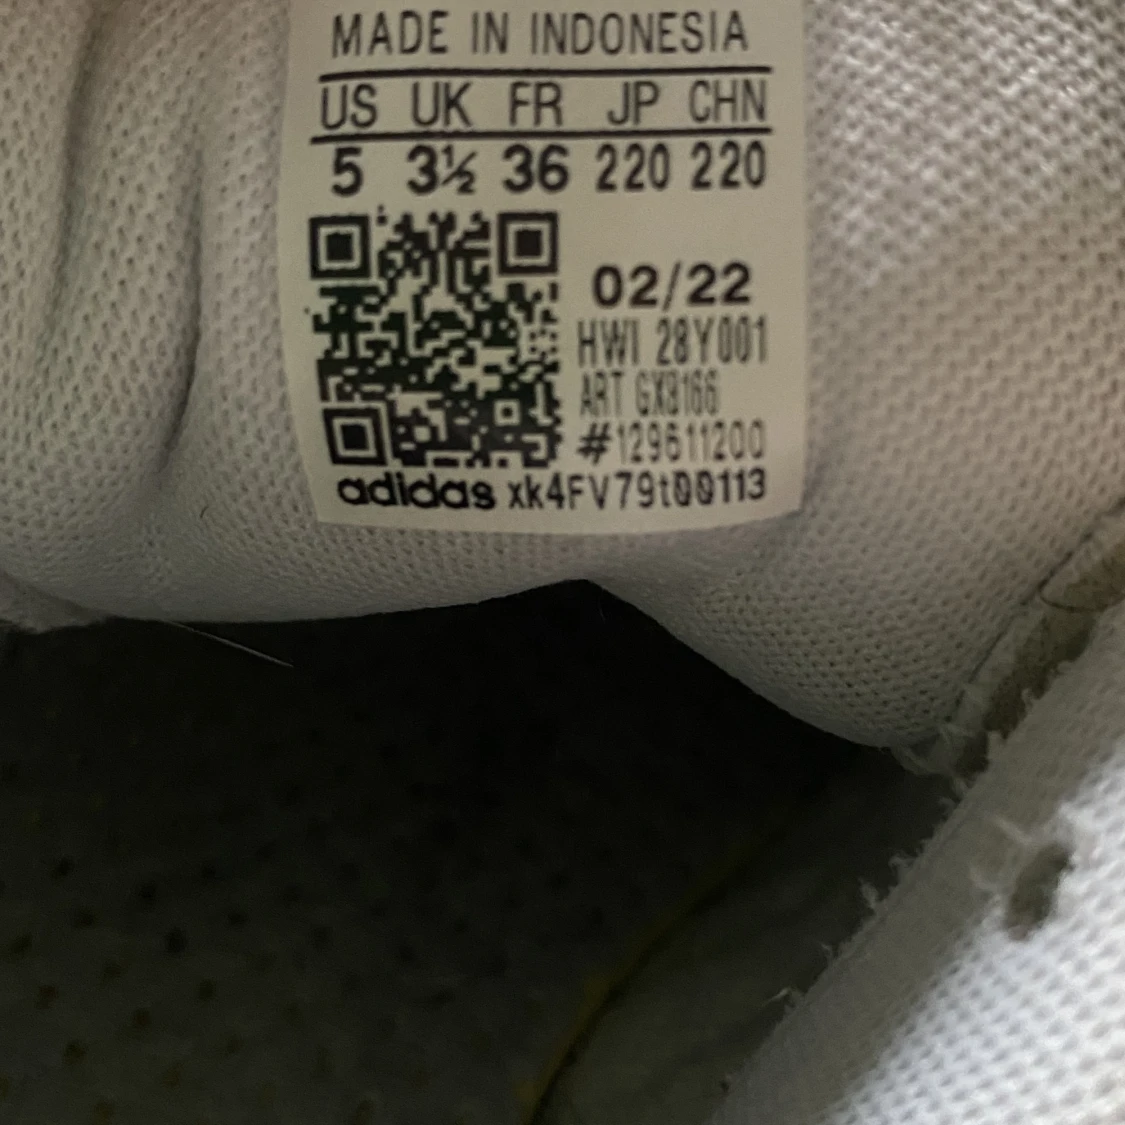 MADE IN INDONESIA
US UK FR JP CHN
5 3½ 36 220 220
02/22
HWI 28Y001
ART GX8166
#129611200
adidas xk4FV79t00113